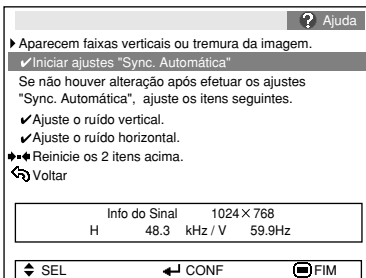 ? Ajuda
Aparecem faixas verticais ou tremura da imagem.
✔Iniciar ajustes "Sync. Automática"
Se não houver alteração após efetuar os ajustes
"Sync. Automática", ajuste os itens seguintes.
✔Ajuste o ruído vertical.
✔Ajuste o ruído horizontal.
Reinicie os 2 itens acima.
Voltar
Info do Sinal 1024×768
H 48.3 kHz / V 59.9Hz
SEL CONF FIM